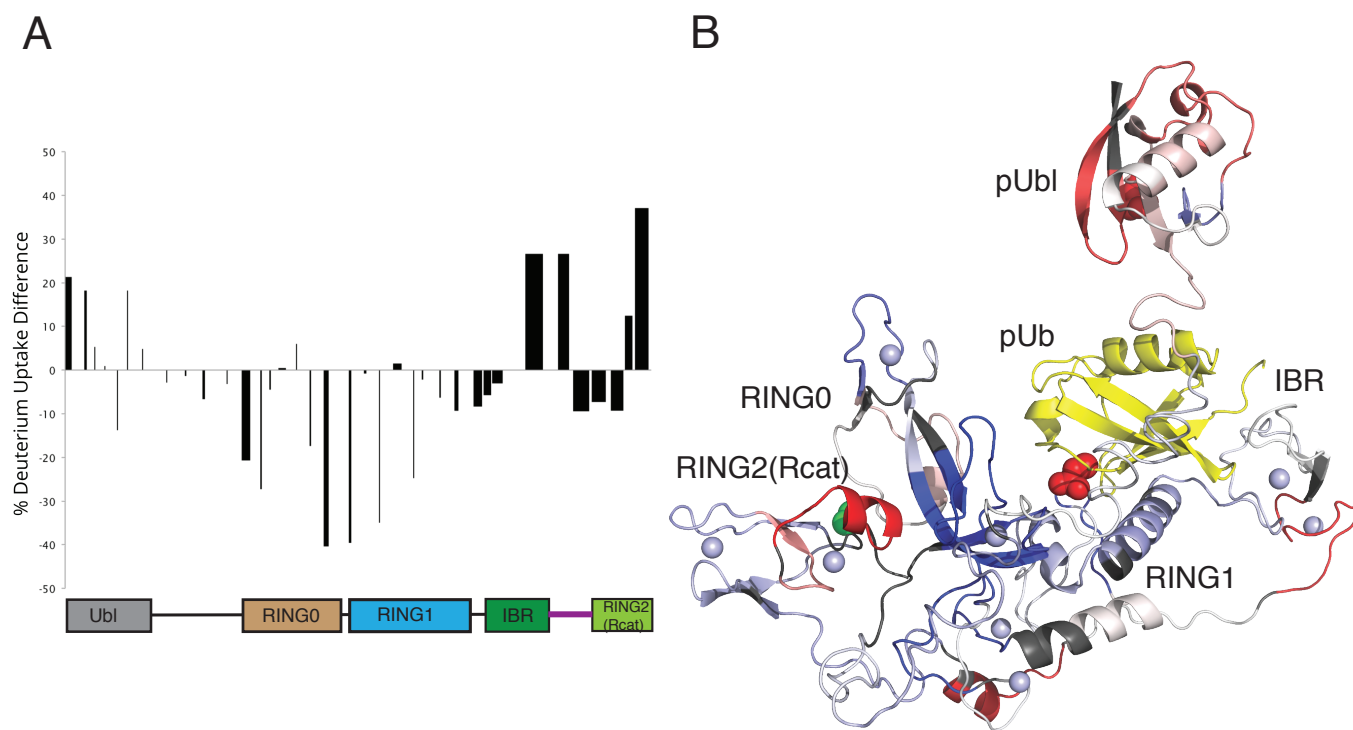 A
B
% Deuterium Uptake Difference
50
40
30
20
10
0
-10
-20
-30
-40
-50
Ubl
RING0
RING1
IBR
RING2
(Rcat)
pUbl
pUb
IBR
RING0
RING2(Rcat)
RING1